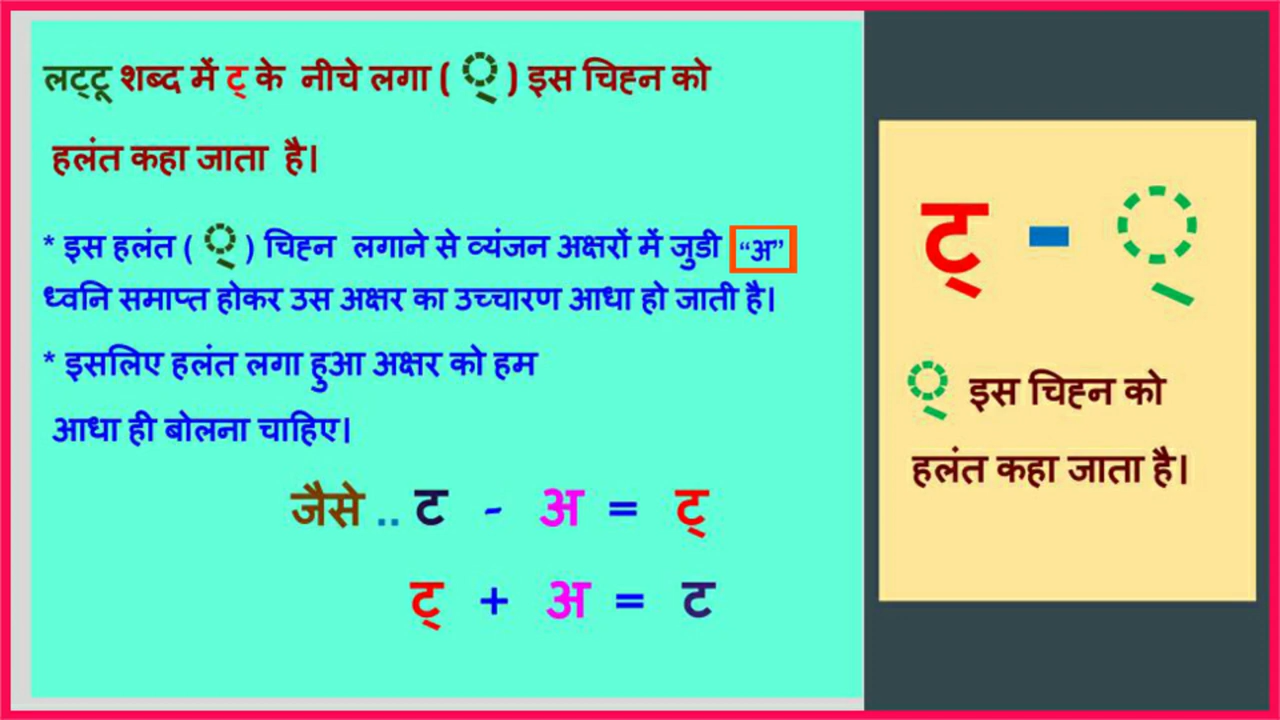 लट्टू शब्द में ट् के नीचे लगा ( ् ) इस चिह्न को
हलंत कहा जाता है।
* इस हलंत ( ् ) चिह्न लगाने से व्यंजन अक्षरों में जुडी “अ”
ध्वनि समाप्त होकर उस अक्षर का उच्चारण आधा हो जाती है।
* इसलिए हलंत लगा हुआ अक्षर को हम
आधा ही बोलना चाहिए।
जैसे .. ट - अ = ट्
ट् + अ = ट
ट् - ्
् इस चिह्न को
हलंत कहा जाता है।